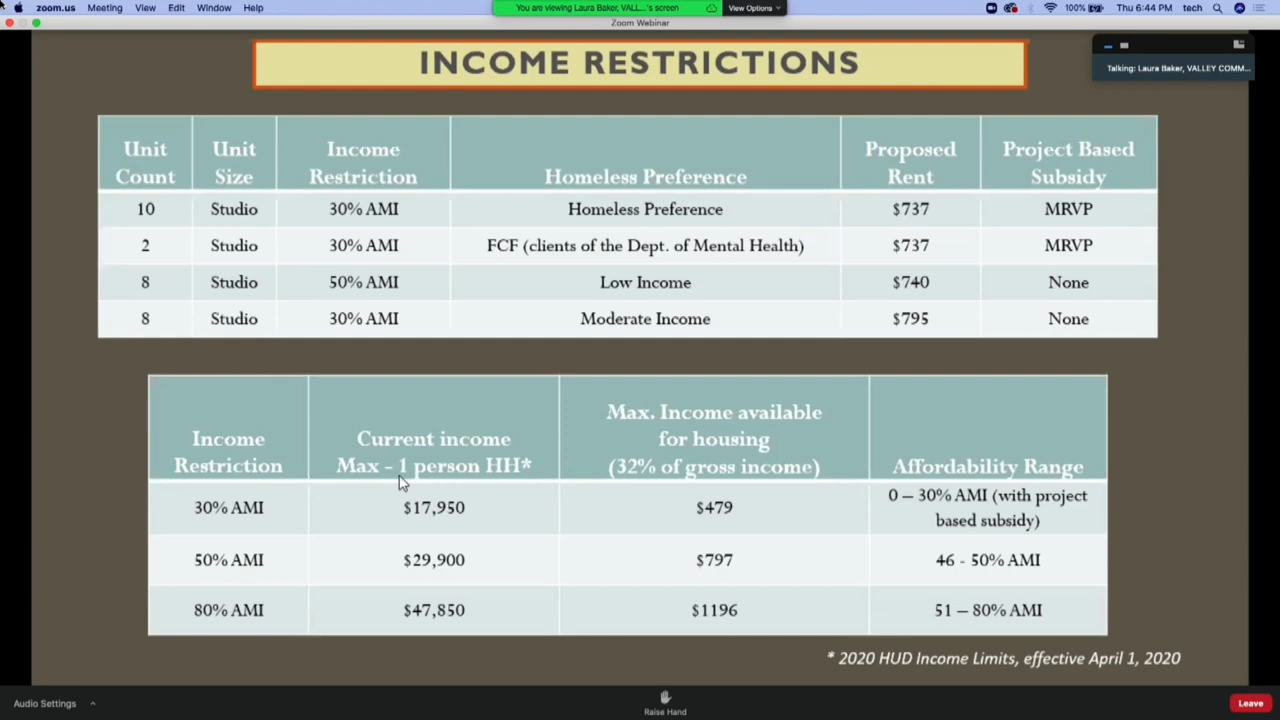 zoom.us Meeting View Edit Window Help
You are viewing Laura Baker, VALL...'s screen
View Options
100%
Thu 6:44 PM tech
Zoom Webinar
Talking: Laura Baker, VALLEY COMM...
INCOME RESTRICTIONS
Unit Count Unit Size Income Restriction Homeless Preference Proposed Rent Project Based Subsidy
10 Studio 30% AMI Homeless Preference $737 MRVP
2 Studio 30% AMI FCF (clients of the Dept. of Mental Health) $737 MRVP
8 Studio 50% AMI Low Income $740 None
8 Studio 30% AMI Moderate Income $795 None
Income Restriction Current income Max - 1 person HH* Max. Income available for housing (32% of gross income) Affordability Range
30% AMI $17,950 $479 0 – 30% AMI (with project based subsidy)
50% AMI $29,900 $797 46 - 50% AMI
80% AMI $47,850 $1196 51 – 80% AMI
* 2020 HUD Income Limits, effective April 1, 2020
Audio Settings
Raise Hand
Leave